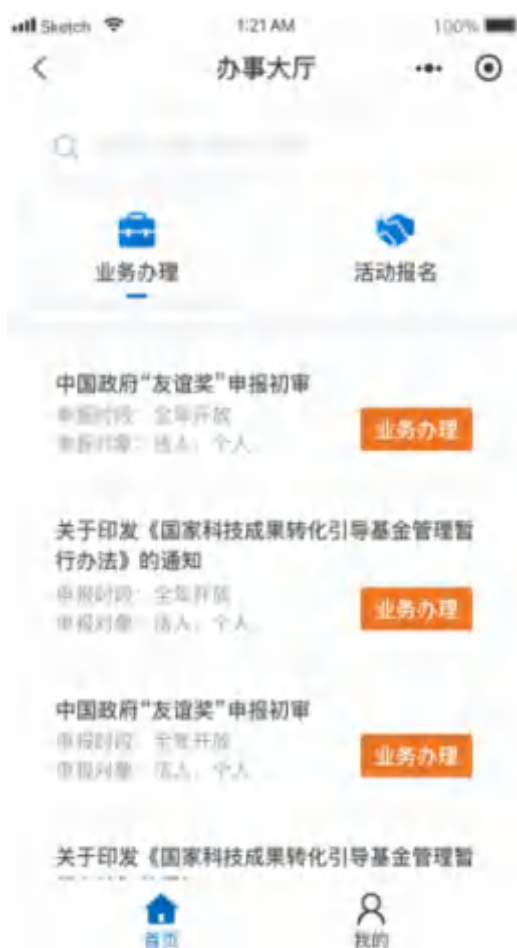 Sketch 1:21 AM 100%
办事大厅
业务办理 活动报名
中国政府“友谊奖”申报初审
申报时段：全年开放
申报对象：法人、个人
业务办理
关于印发《国家科技成果转化引导基金管理暂
行办法》的通知
申报时段：全年开放
申报对象：法人、个人
业务办理
中国政府“友谊奖”申报初审
申报时段：全年开放
申报对象：法人、个人
业务办理
关于印发《国家科技成果转化引导基金管理暂
首页 我的